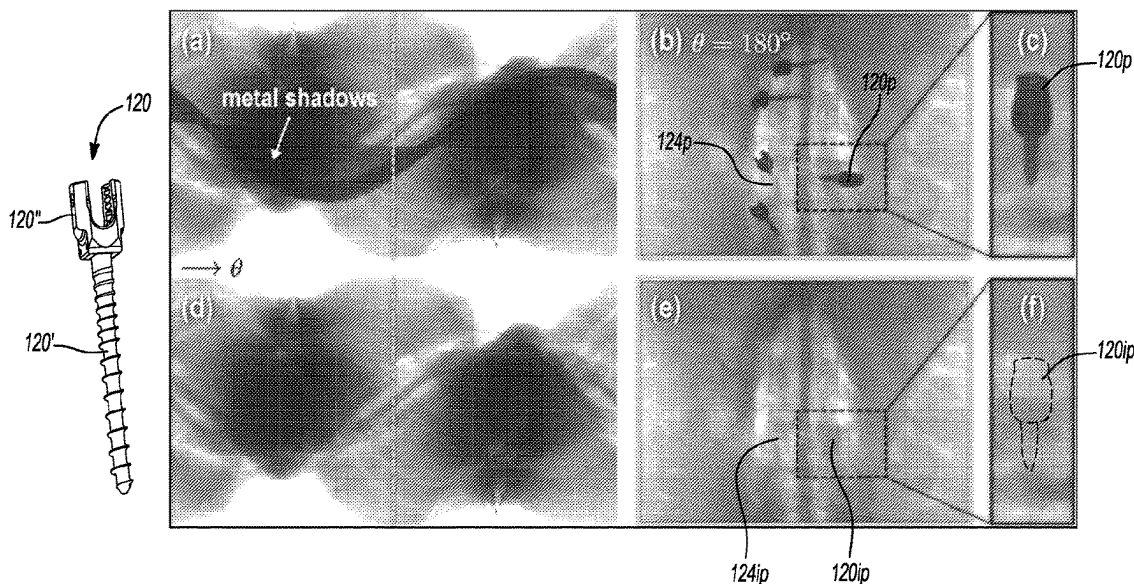 120
120"
120'
(a)
metal shadows
→ θ
(b) θ = 180°
120p
124p
(c)
120p
(d)
(e)
124ip
120ip
(f)
120ip